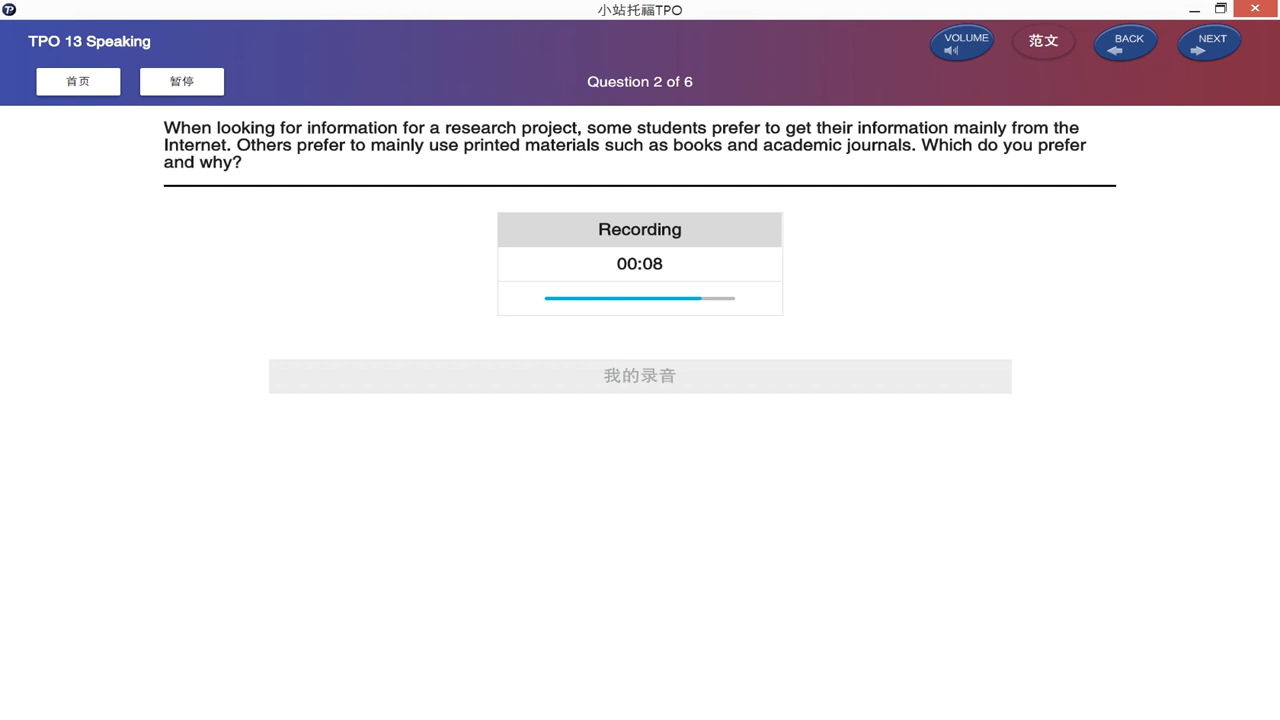 小站托福TPO
TPO 13 Speaking
VOLUME
范文
BACK
NEXT
首页
暂停
Question 2 of 6
When looking for information for a research project, some students prefer to get their information mainly from the
Internet. Others prefer to mainly use printed materials such as books and academic journals. Which do you prefer
and why?
Recording
00:08
我的录音